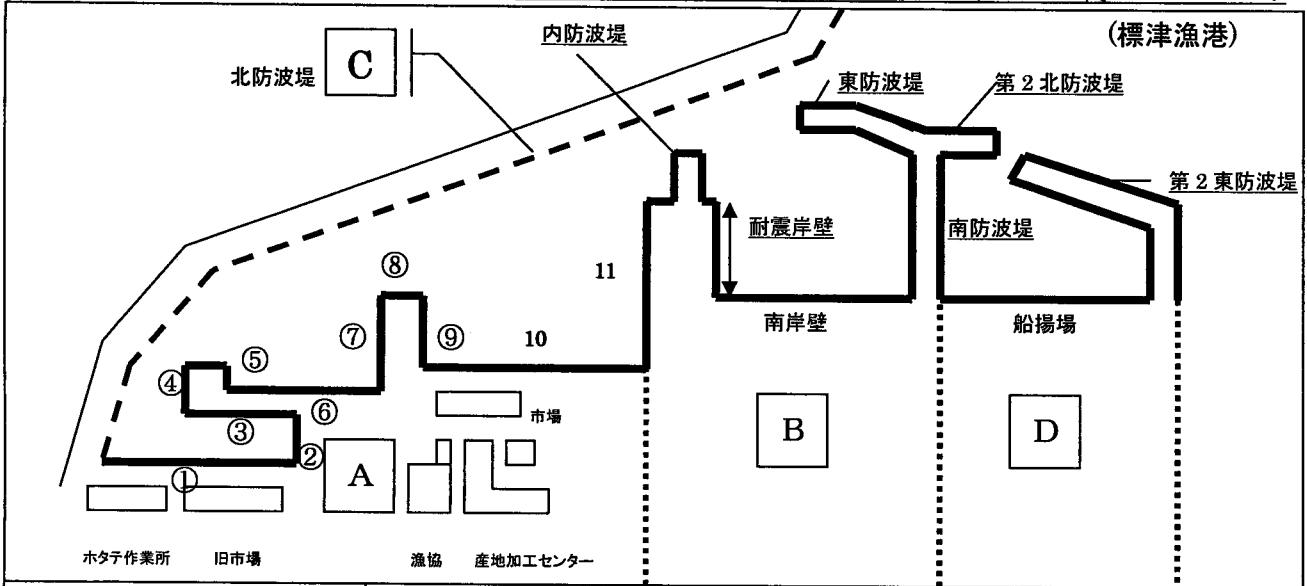 (標津漁港)
内防波堤
北防波堤
C
東防波堤
第2北防波堤
第2東防波堤
耐震岸壁
南防波堤
⑧
11
⑦
⑨
10
南岸壁
船揚場
⑤
④
⑥
③
市場
②
①
A
B
D
ホタテ作業所
旧市場
漁協
産地加工センター